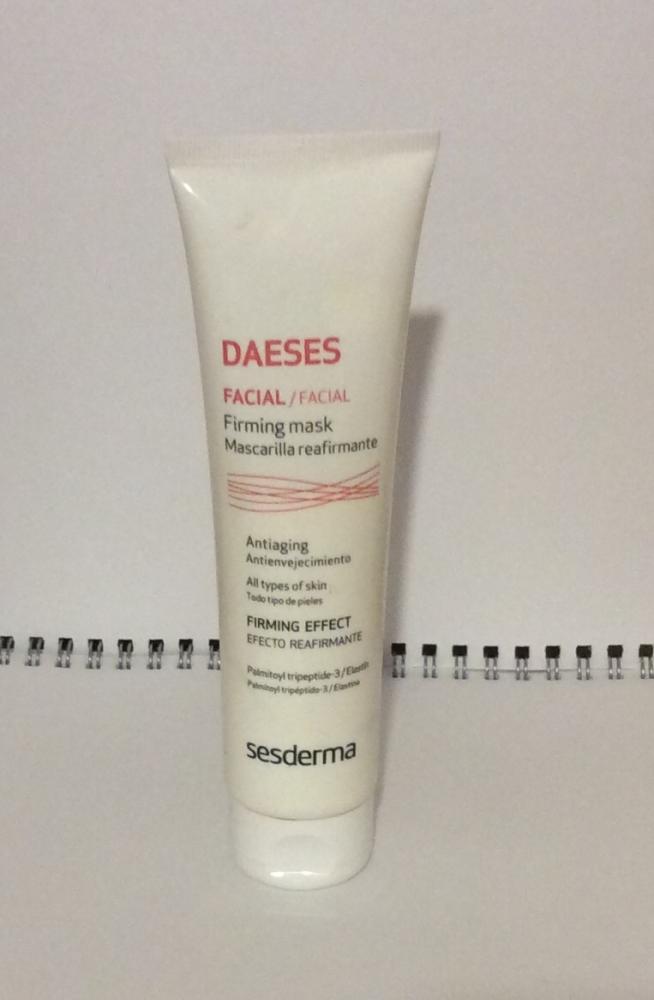 DAESES
FACIAL / FACIAL
Firming mask
Mascarilla reafirmante
Antiaging
Antienvejecimiento
All types of skin
Todo tipo de pieles
FIRMING EFFECT
EFECTO REAFIRMANTE
Palmitoyl tripeptide-3 / Elastin
Palmitoyl tripéptido-3 / Elastina
sesderma